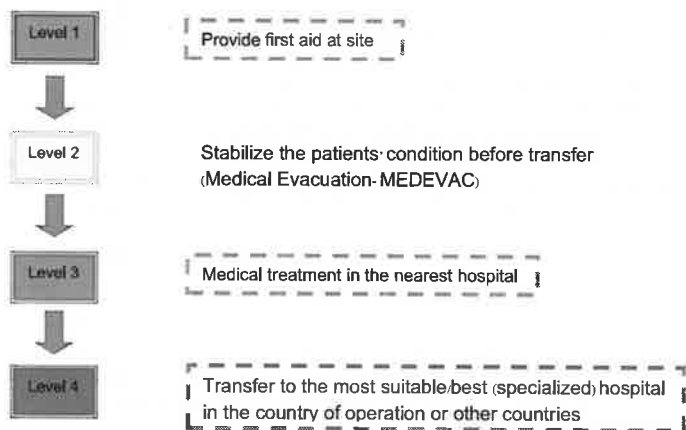 Level 1
Provide first aid at site
Level 2
Stabilize the patients· condition before transfer
(Medical Evacuation- MEDEVAC)
Level 3
Medical treatment in the nearest hospital
Level 4
Transfer to the most suitable/best (specialized) hospital
in the country of operation or other countries